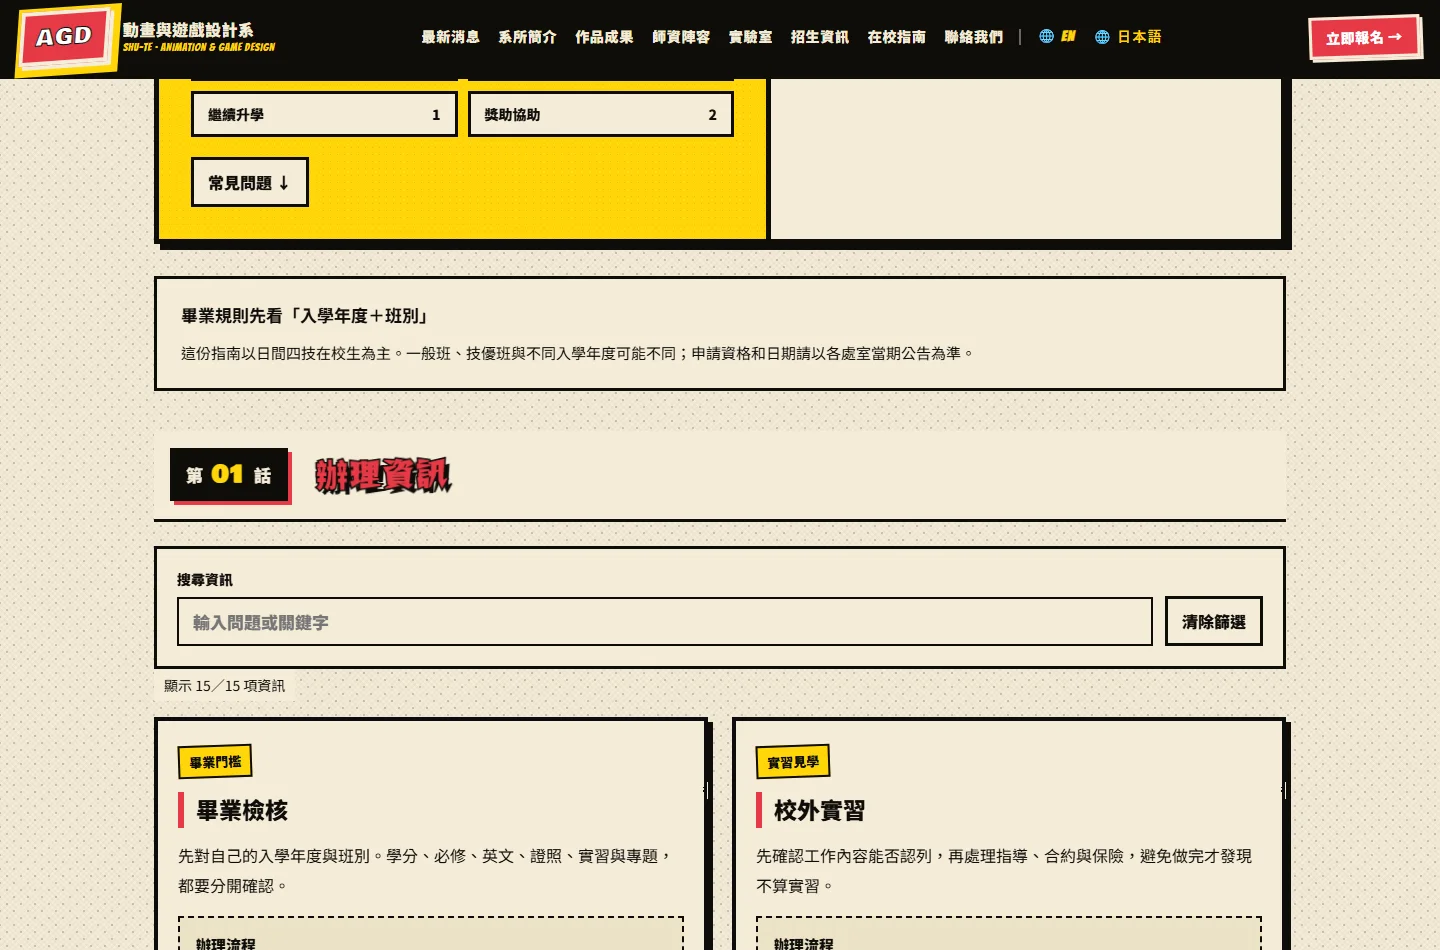 AGD
動畫與遊戲設計系
SHU-TE · ANIMATION & GAME DESIGN
最新消息 系所簡介 作品成果 師資陣容 實驗室 招生資訊 在校指南 聯絡我們 EN 日本語
立即報名 →
繼續升學 1
獎助協助 2
常見問題 ↓
畢業規則先看「入學年度＋班別」
這份指南以日間四技在校生為主。一般班、技優班與不同入學年度可能不同；申請資格和日期請以各處室當期公告為準。
第 01 話 辦理資訊
搜尋資訊
輸入問題或關鍵字
清除篩選
顯示 15／15 項資訊
畢業門檻
畢業檢核
先對自己的入學年度與班別。學分、必修、英文、證照、實習與專題，
都要分開確認。
辦理流程
實習見學
校外實習
先確認工作內容能否認列，再處理指導、合約與保險，避免做完才發現
不算實習。
辦理流程